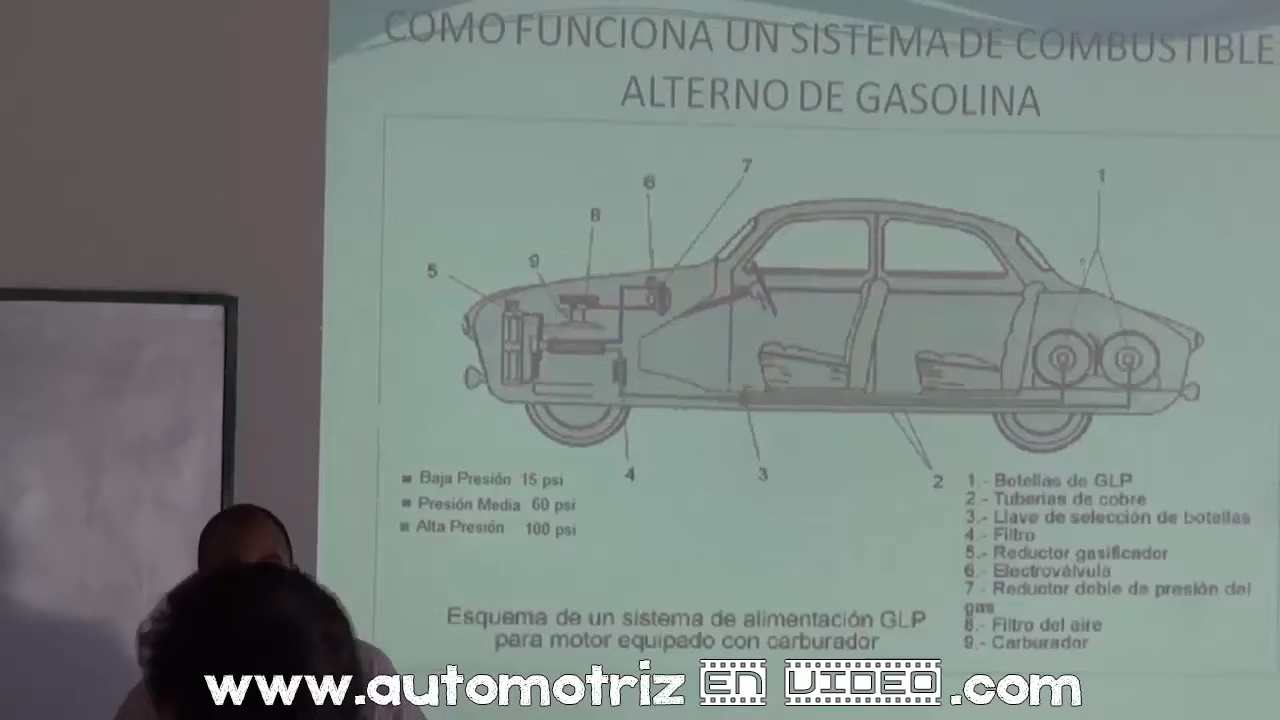 COMO FUNCIONA UN SISTEMA DE COMBUSTIBLE
ALTERNO DE GASOLINA
7
6
1
8
9
5
■ Baja Presión 15 psi
■ Presión Media 60 psi
■ Alta Presión 100 psi
4
3
2
1.- Botellas de GLP
2.- Tuberias de cobre
3.- Llave de selección de botellas
4.- Filtro
5.- Reductor gasificador
6.- Electroválvula
7.- Reductor doble de presión del
gas
8.- Filtro del aire
9.- Carburador
Esquema de un sistema de alimentación GLP
para motor equipado con carburador
www.automotriz EN VIDEO.com